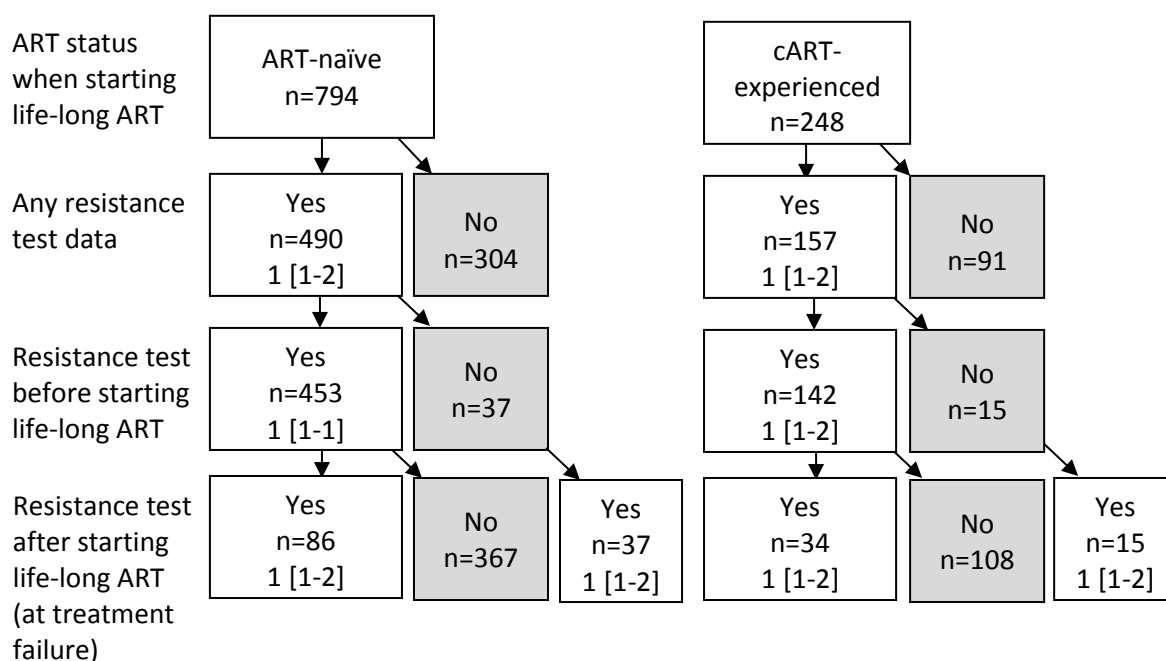 ART status
when starting
life-long ART
ART-naïve
n=794
cART-
experienced
n=248
Any resistance
test data
Yes
n=490
1 [1-2]
No
n=304
Yes
n=157
1 [1-2]
No
n=91
Resistance test
before starting
life-long ART
Yes
n=453
1 [1-1]
No
n=37
Yes
n=142
1 [1-2]
No
n=15
Resistance test
after starting
life-long ART
(at treatment
failure)
Yes
n=86
1 [1-2]
No
n=367
Yes
n=37
1 [1-2]
Yes
n=34
1 [1-2]
No
n=108
Yes
n=15
1 [1-2]